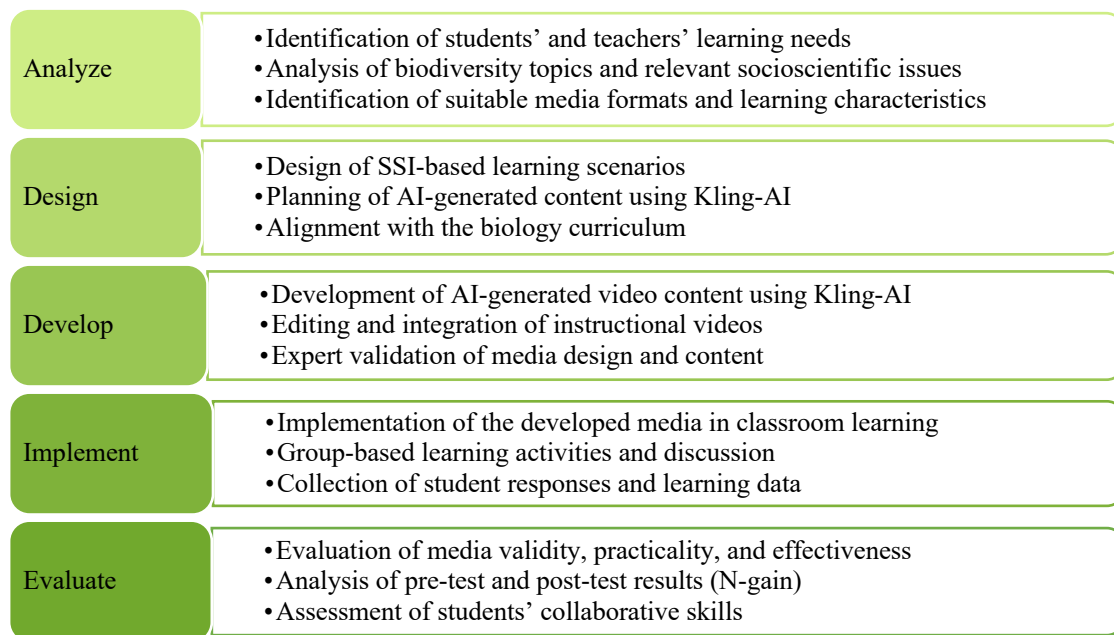 Analyze
•Identification of students’ and teachers’ learning needs
•Analysis of biodiversity topics and relevant socioscientific issues
•Identification of suitable media formats and learning characteristics
Design
•Design of SSI-based learning scenarios
•Planning of AI-generated content using Kling-AI
•Alignment with the biology curriculum
Develop
•Development of AI-generated video content using Kling-AI
•Editing and integration of instructional videos
•Expert validation of media design and content
Implement
•Implementation of the developed media in classroom learning
•Group-based learning activities and discussion
•Collection of student responses and learning data
Evaluate
•Evaluation of media validity, practicality, and effectiveness
•Analysis of pre-test and post-test results (N-gain)
•Assessment of students’ collaborative skills